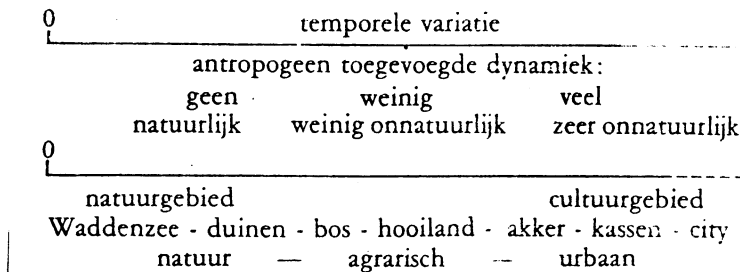 0 temporele variatie
antropogeen toegevoegde dynamiek:
geen weinig veel
natuurlijk weinig onnatuurlijk zeer onnatuurlijk
0
natuurgebied cultuurgebied
Waddenzee - duinen - bos - hooiland - akker - kassen - city
natuur — agrarisch — urbaan